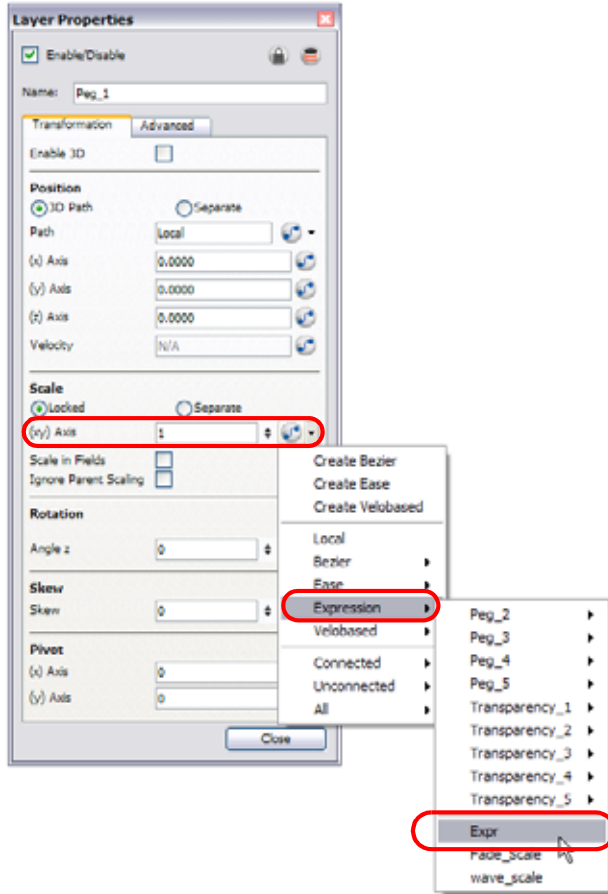 Layer Properties
Enable/Disable
Name: Peg_1
Transformation Advanced
Enable 3D
Position
3D Path Separate
Path Local
(x) Axis 0.0000
(y) Axis 0.0000
(z) Axis 0.0000
Velocity N/A
Scale
Locked Separate
(xy) Axis 1
Scale in Fields
Ignore Parent Scaling
Rotation
Angle z 0
Skew
Skew 0
Pivot
(x) Axis 0
(y) Axis 0
Close
Create Bezier
Create Ease
Create Velobased
Local
Bezier
Ease
Expression
Velobased
Connected
Unconnected
All
Peg_2
Peg_3
Peg_4
Peg_5
Transparency_1
Transparency_2
Transparency_3
Transparency_4
Transparency_5
Expr
Fade_Scale
wave_scale